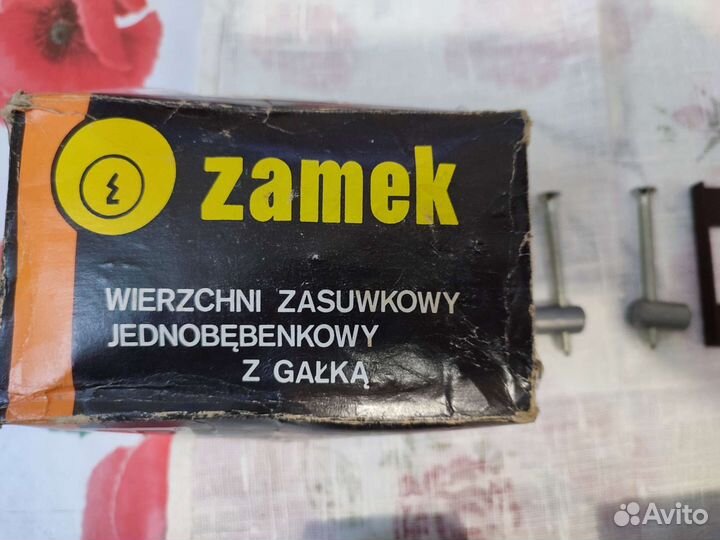 zamek
WIERZCHNI ZASUWKOWY
JEDNOBĘBENKOWY
Z GAŁKĄ
Avito